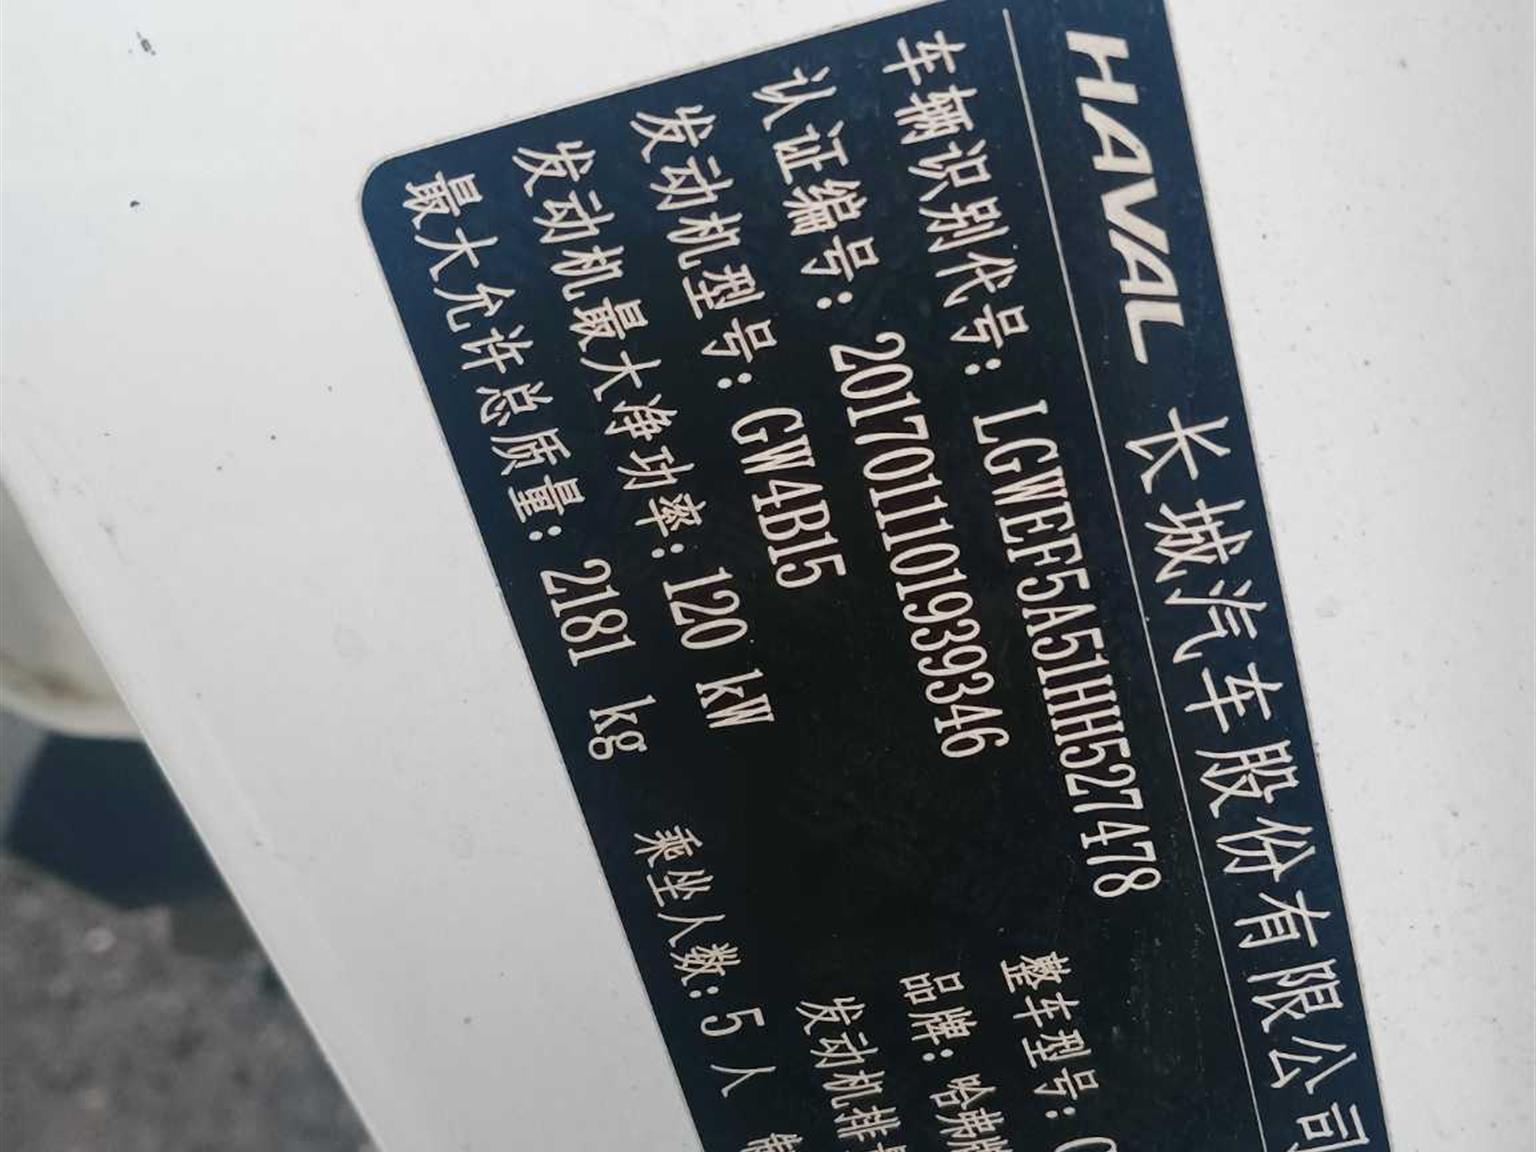 HAVAL 长城汽车股份有限公司
车辆识别代号: LGWEF5A51HH527478 整车型号:
认证编号: 2017011101939346 品牌: 哈弗牌
发动机型号: GW4B15 发动机排
发动机最大净功率: 120 kW
最大允许总质量: 2181 kg 乘坐人数: 5 人